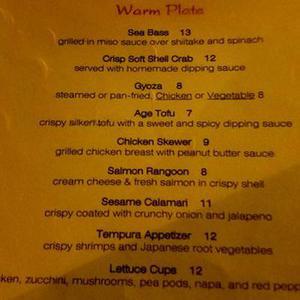 Warm Plate
Sea Bass 13
grilled in miso sauce over shiitake and spinach
Crisp Soft Shell Crab 12
served with homemade dipping sauce
Gyoza 8
steamed or pan-fried, Chicken or Vegetable 8
Age Tofu 7
crispy silken tofu with a sweet and spicy dipping sauce
Chicken Skewer 9
grilled chicken breast with peanut butter sauce
Salmon Rangoon 8
cream cheese & fresh salmon in crispy shell
Sesame Calamari 11
crispy coated with crunchy onion and jalapeno
Tempura Appetizer 12
crispy shrimps and Japanese root vegetables
Lettuce Cups 12
cken, zucchini, mushrooms, pea pods, napa, and red pepp